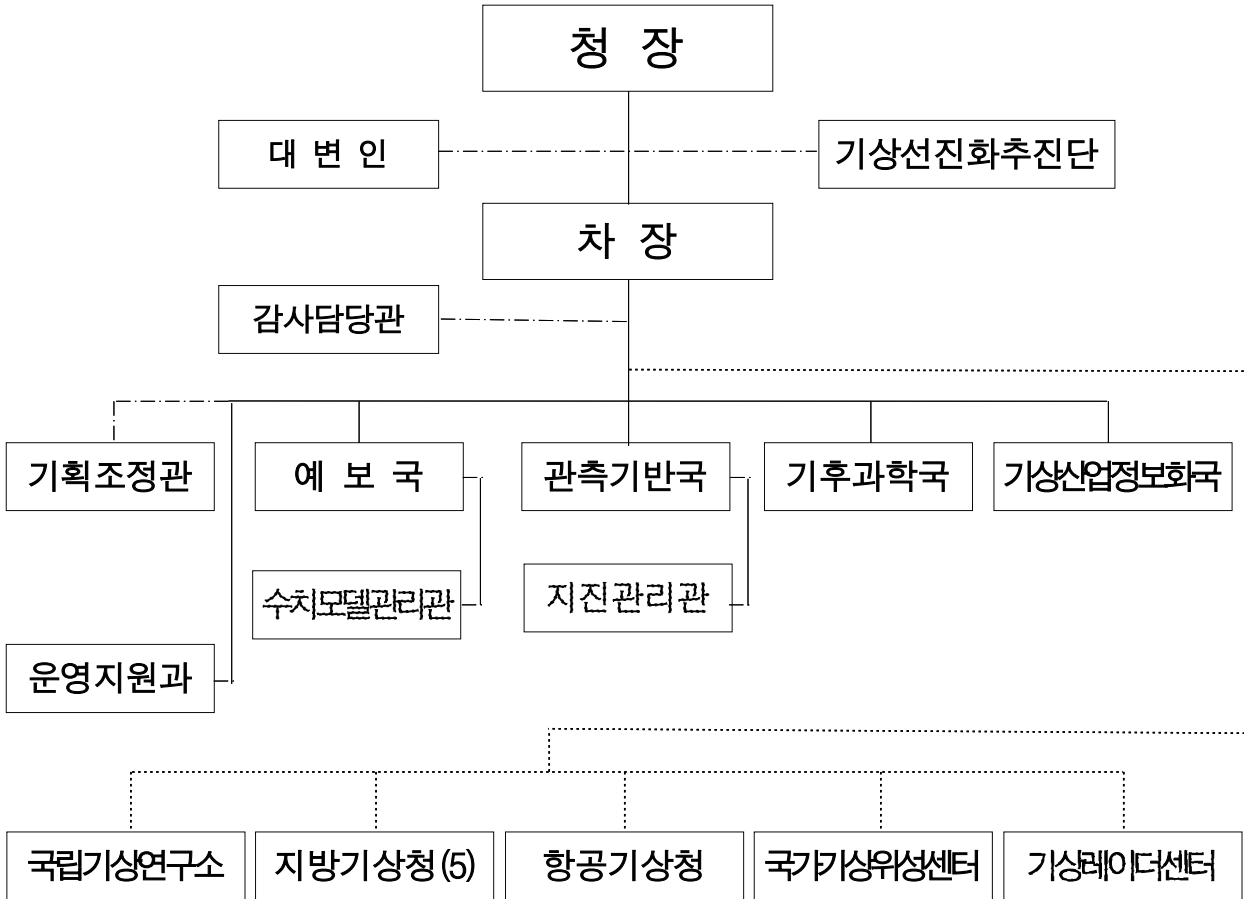 청 장
대 변 인
기상선진화추진단
차 장
감사담당관
기획조정관
예 보 국
관측기반국
기후과학국
기상산업정보화국
수치모델관리관
지진관리관
운영지원과
국립기상연구소
지방기상청(5)
항공기상청
국가기상위성센터
기상레이더센터